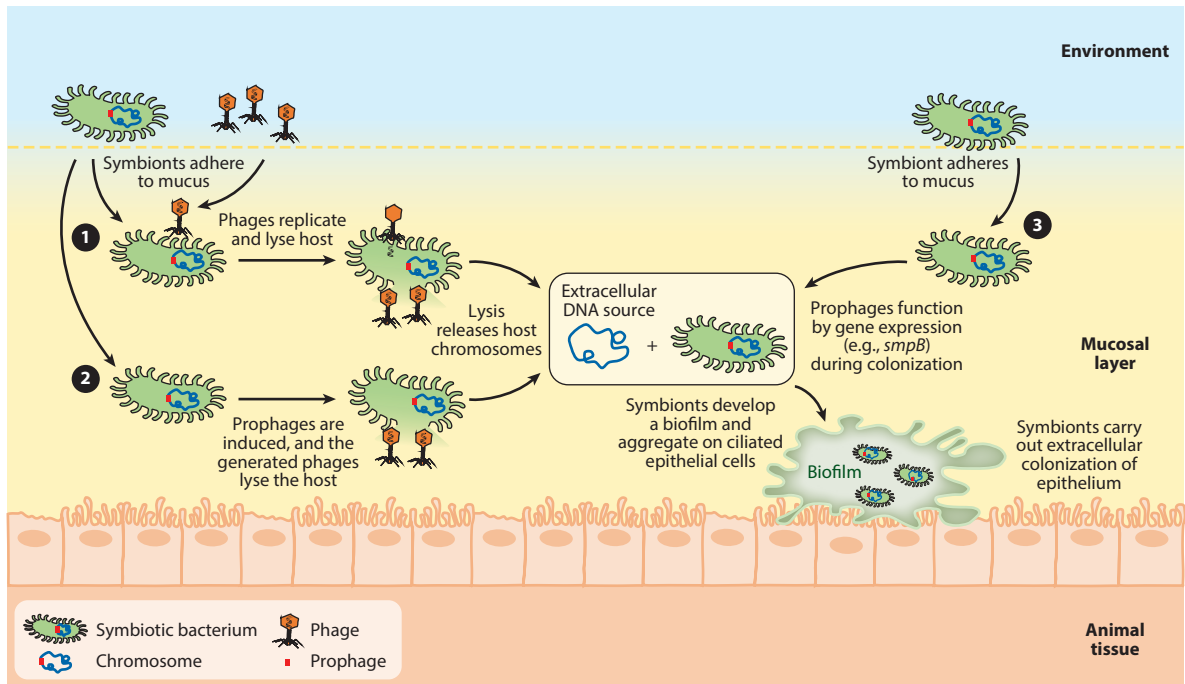 Environment
Symbionts adhere
to mucus
Symbiont adheres
to mucus
1
Phages replicate
and lyse host
3
Extracellular
DNA source
+
Lysis
releases host
chromosomes
Prophages function
by gene expression
(e.g., smpB)
during colonization
Mucosal
layer
2
Prophages are
induced, and the
generated phages
lyse the host
Symbionts develop
a biofilm and
aggregate on ciliated
epithelial cells
Biofilm
Symbionts carry
out extracellular
colonization of
epithelium
Symbiotic bacterium
Phage
Chromosome
Prophage
Animal
tissue